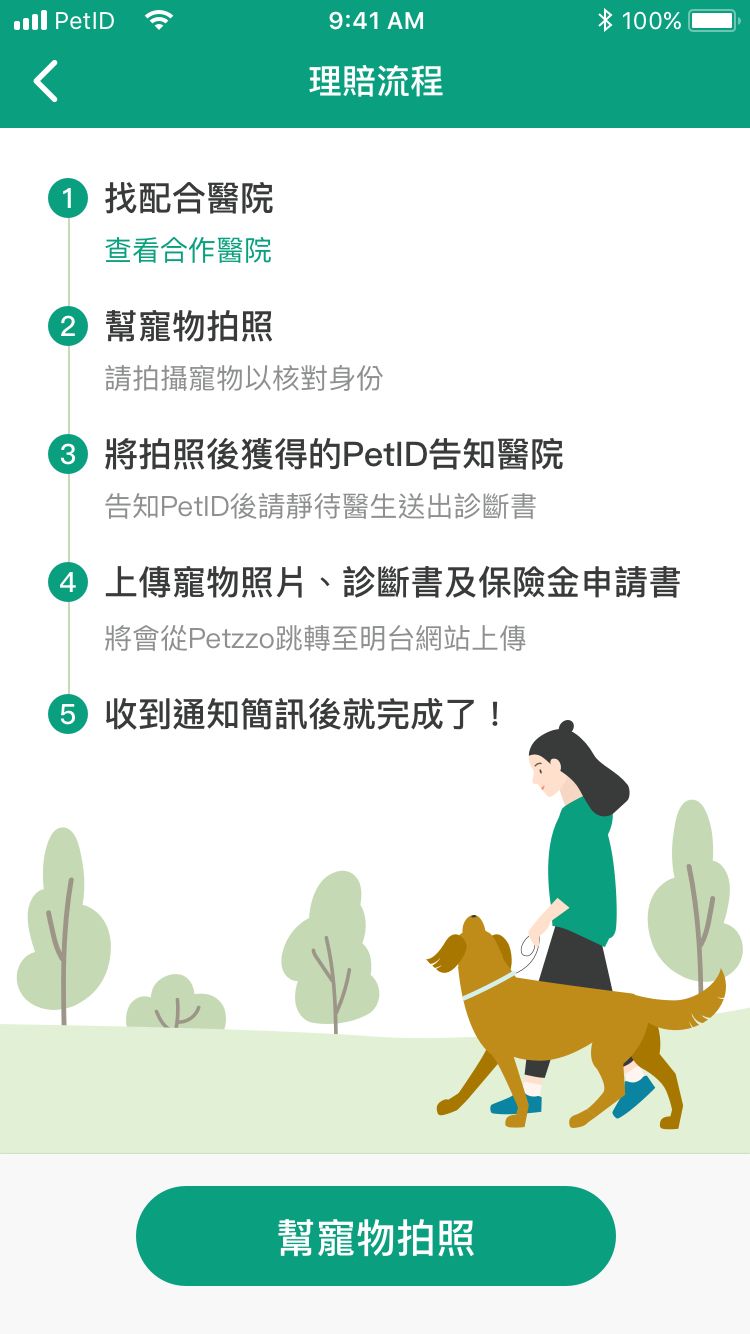 PetID 9:41 AM 100%
理賠流程
1 找配合醫院
查看合作醫院
2 幫寵物拍照
請拍攝寵物以核對身份
3 將拍照後獲得的PetID告知醫院
告知PetID後請靜待醫生送出診斷書
4 上傳寵物照片、診斷書及保險金申請書
將會從Petzzo跳轉至明台網站上傳
5 收到通知簡訊後就完成了！
幫寵物拍照